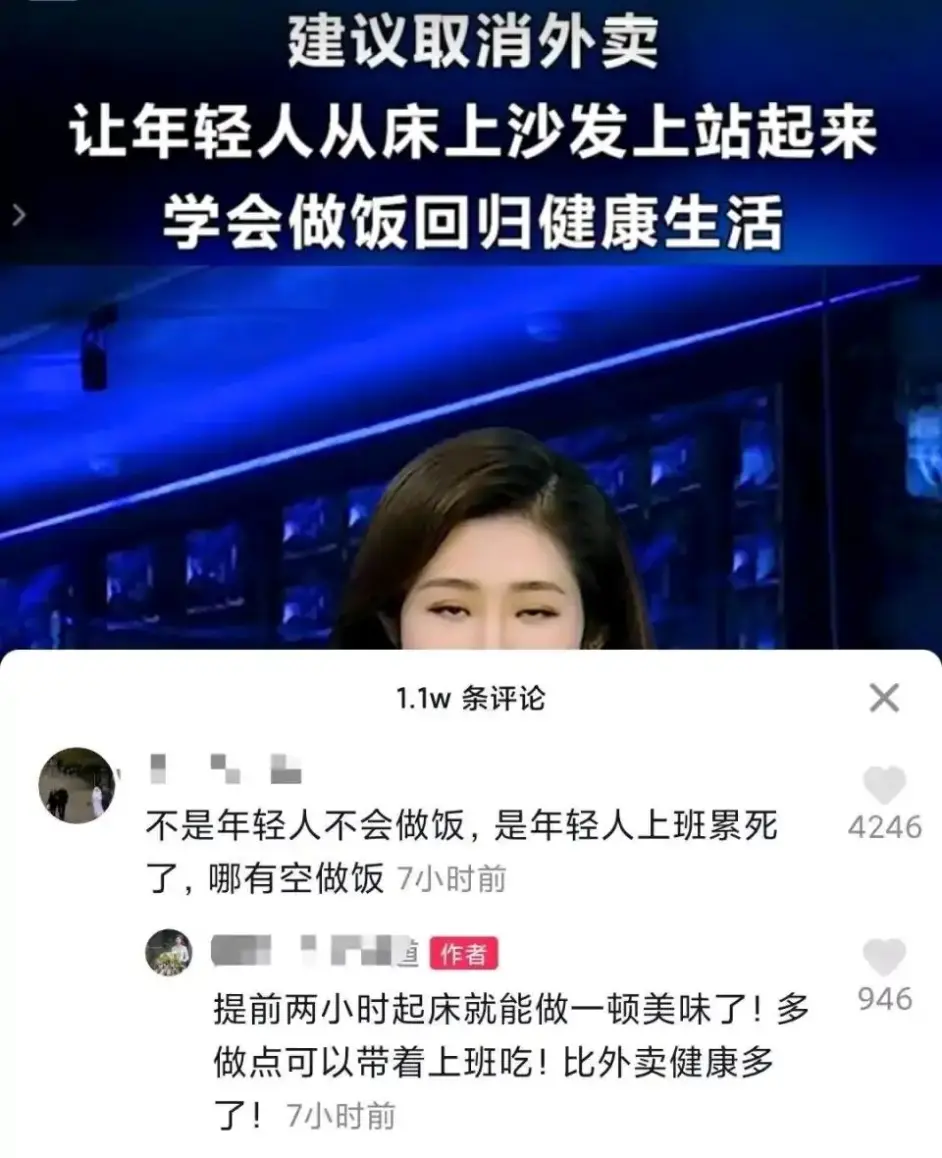 建议取消外卖
让年轻人从床上沙发上站起来
学会做饭回归健康生活
1.1w 条评论
不是年轻人不会做饭，是年轻人上班累死
了，哪有空做饭 7小时前
4246
作者
提前两小时起床就能做一顿美味了！多
做点可以带着上班吃！比外卖健康多
了！ 7小时前
946